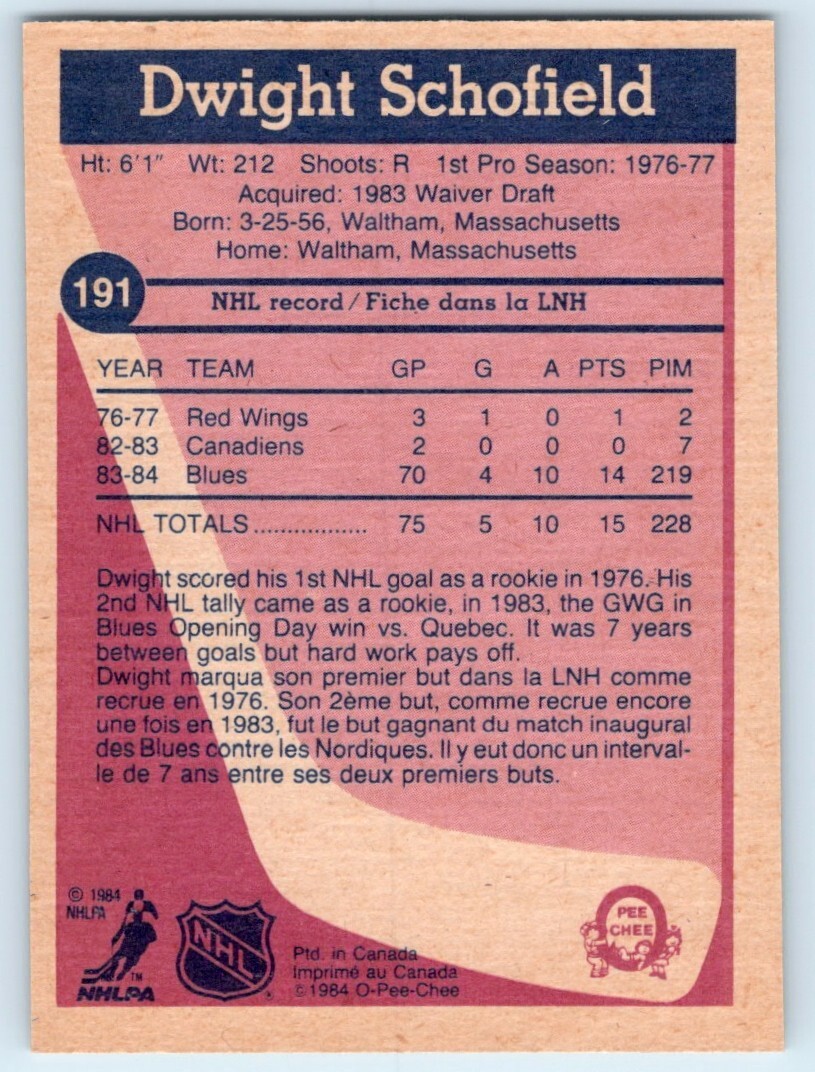 Dwight Schofield
Ht: 6'1" Wt: 212 Shoots: R 1st Pro Season: 1976-77
Acquired: 1983 Waiver Draft
Born: 3-25-56, Waltham, Massachusetts
Home: Waltham, Massachusetts
191
NHL record / Fiche dans la LNH
YEAR TEAM GP G A PTS PIM
76-77 Red Wings 3 1 0 1 2
82-83 Canadiens 2 0 0 0 7
83-84 Blues 70 4 10 14 219
NHL TOTALS ................. 75 5 10 15 228
Dwight scored his 1st NHL goal as a rookie in 1976. His
2nd NHL tally came as a rookie, in 1983, the GWG in
Blues Opening Day win vs. Quebec. It was 7 years
between goals but hard work pays off.
Dwight marqua son premier but dans la LNH comme
recrue en 1976. Son 2ème but, comme recrue encore
une fois en 1983, fut le but gagnant du match inaugural
des Blues contre les Nordiques. Il y eut donc un interval-
le de 7 ans entre ses deux premiers buts.
© 1984
NHLPA
TM
NHLPA
NHL
Ptd. in Canada
Imprimé au Canada
© 1984 O-Pee-Chee
O
PEE
CHEE